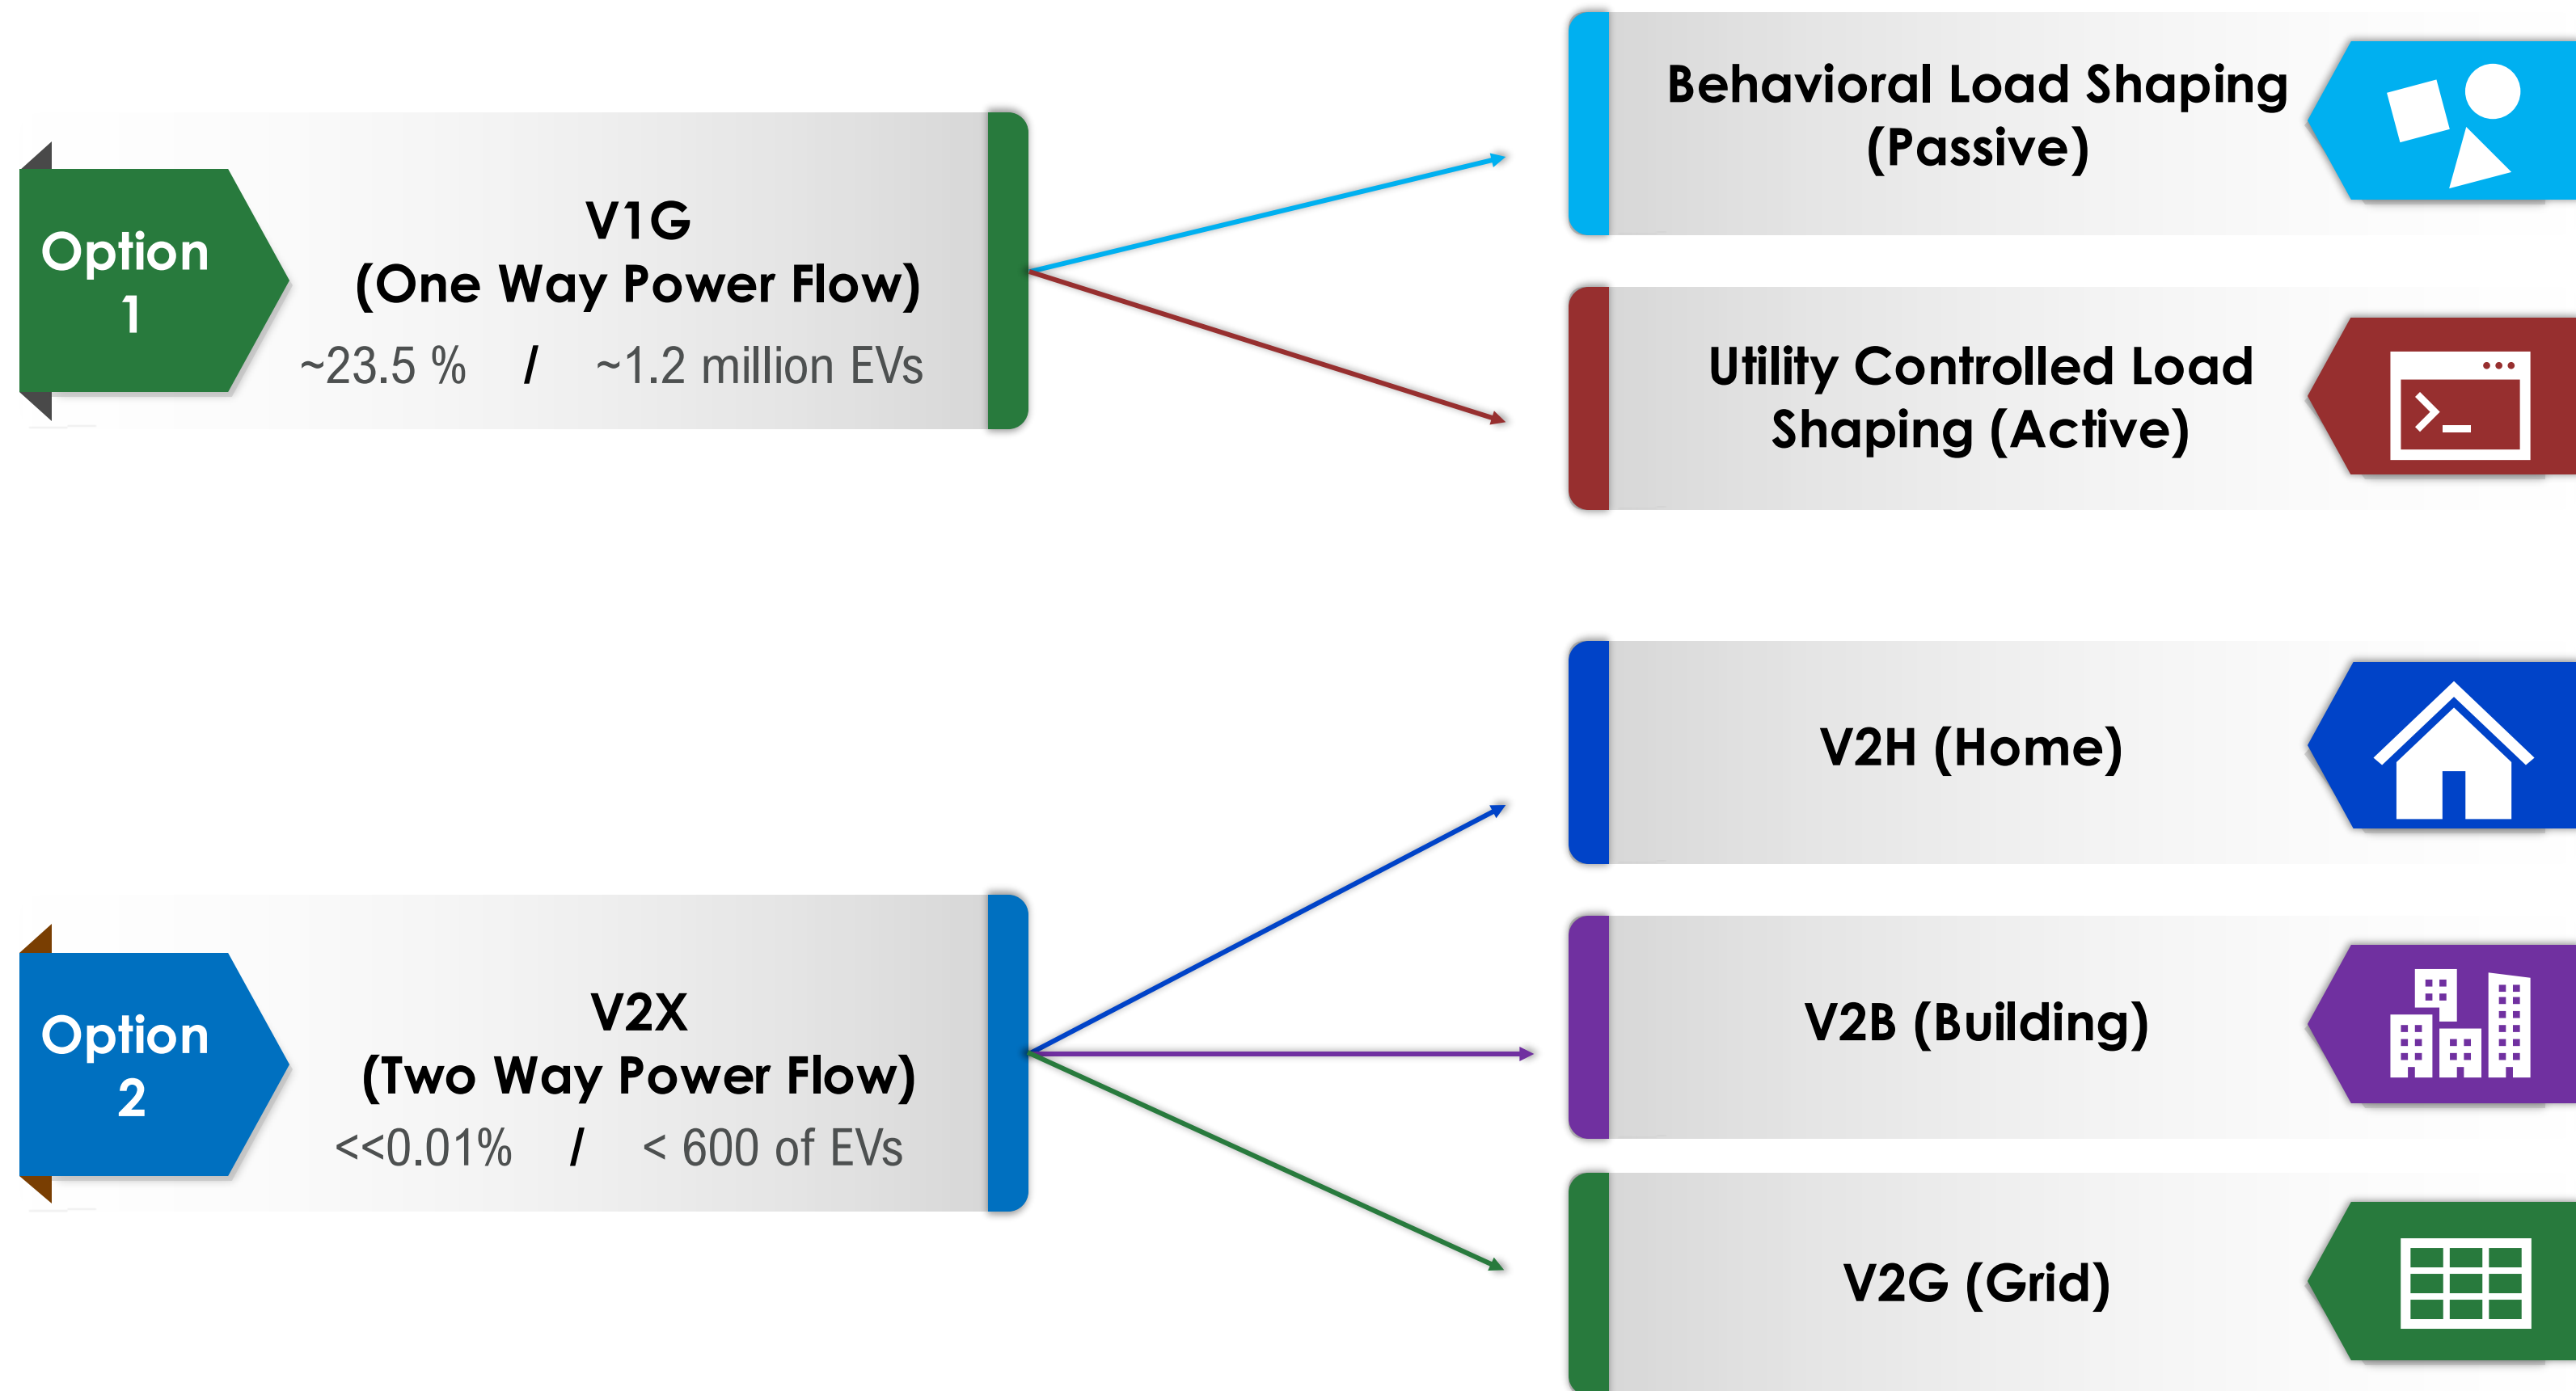 Option
1
V1G
(One Way Power Flow)
~23.5 % / ~1.2 million EVs
Behavioral Load Shaping
(Passive)
Utility Controlled Load
Shaping (Active)
Option
2
V2X
(Two Way Power Flow)
<<0.01% / < 600 of EVs
V2H (Home)
V2B (Building)
V2G (Grid)